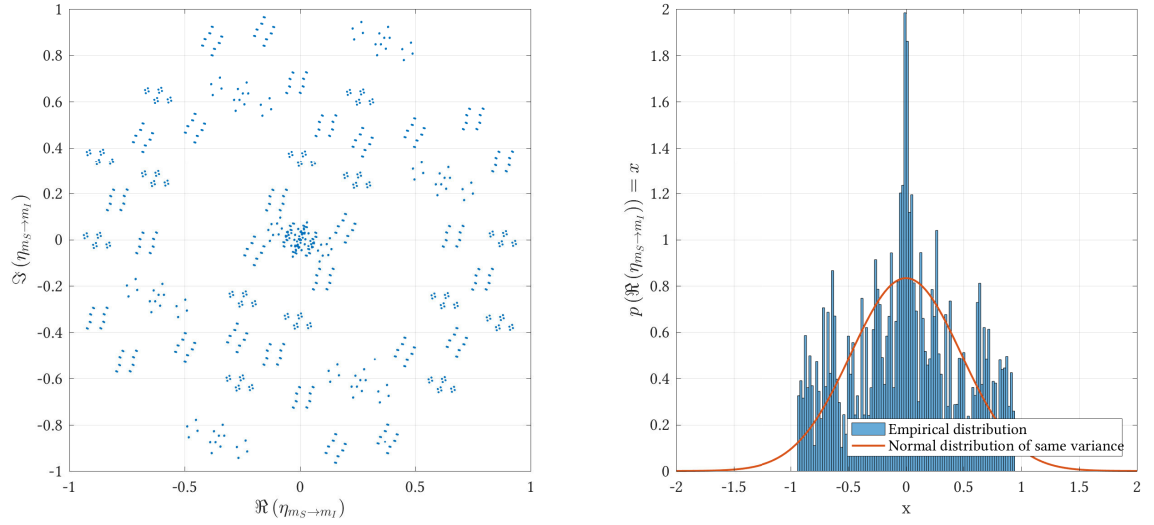 1
0.8
0.6
0.4
0.2
0
-0.2
-0.4
-0.6
-0.8
-1
-1 -0.5 0 0.5 1
ℜ (η_{m_S→m_I})
ℑ (η_{m_S→m_I})
2
1.8
1.6
1.4
1.2
1
0.8
0.6
0.4
0.2
0
-2 -1.5 -1 -0.5 0 0.5 1 1.5 2
x
p (ℜ (η_{m_S→m_I})) = x
Empirical distribution
Normal distribution of same variance